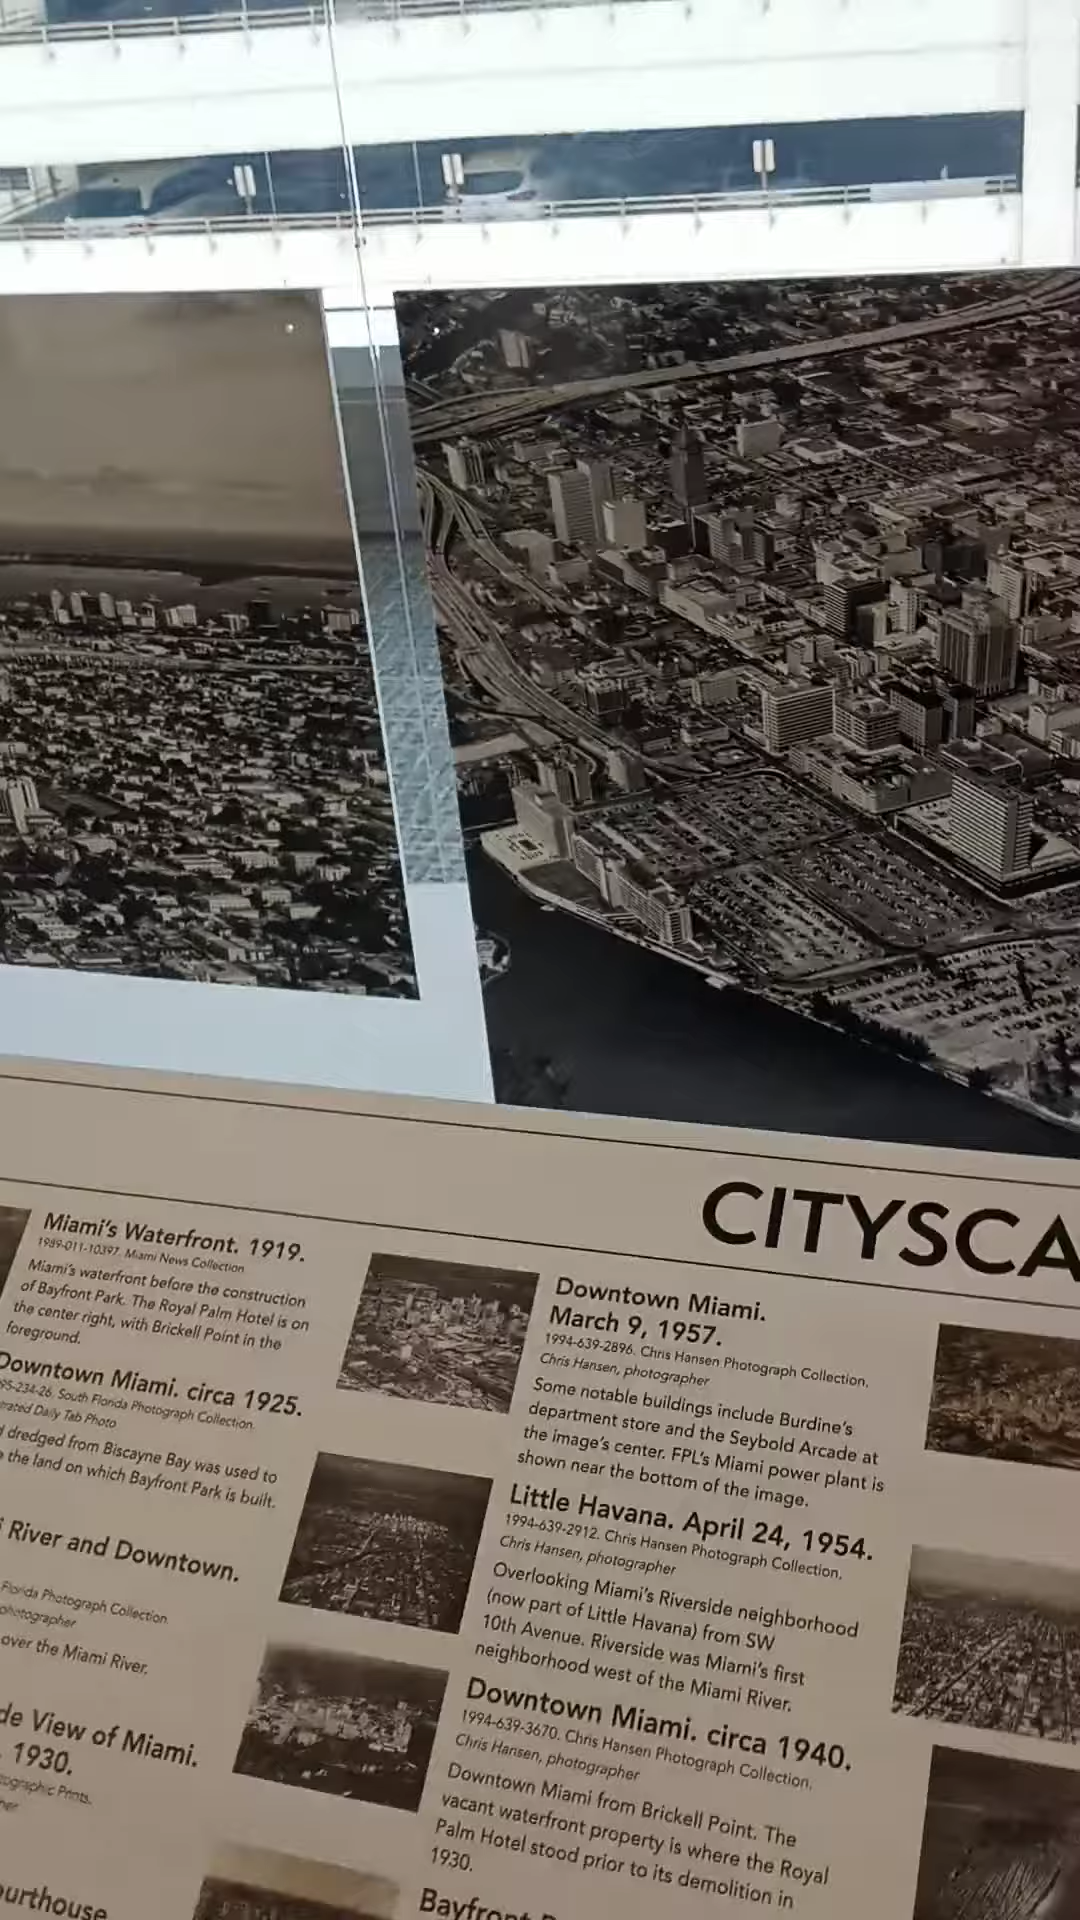 CITYSCA
Miami's Waterfront. 1919.
1989-011-10397. Miami News Collection
Miami's waterfront before the construction
of Bayfront Park. The Royal Palm Hotel is on
the center right, with Brickell Point in the
foreground.
Downtown Miami. circa 1925.
95-234-26. South Florida Photograph Collection.
Daily Tab Photo
dredged from Biscayne Bay was used to
the land on which Bayfront Park is built.
River and Downtown.
Florida Photograph Collection
photographer
over the Miami River.
View of Miami.
1930.
Prints.
Downtown Miami.
March 9, 1957.
1994-639-2896. Chris Hansen Photograph Collection.
Chris Hansen, photographer
Some notable buildings include Burdine's
department store and the Seybold Arcade at
the image's center. FPL's Miami power plant is
shown near the bottom of the image.
Little Havana. April 24, 1954.
1994-639-2912. Chris Hansen Photograph Collection.
Chris Hansen, photographer
Overlooking Miami's Riverside neighborhood
(now part of Little Havana) from SW
10th Avenue. Riverside was Miami's first
neighborhood west of the Miami River.
Downtown Miami. circa 1940.
1994-639-3670. Chris Hansen Photograph Collection.
Chris Hansen, photographer
Downtown Miami from Brickell Point. The
vacant waterfront property is where the Royal
Palm Hotel stood prior to its demolition in
1930.
Bayfront